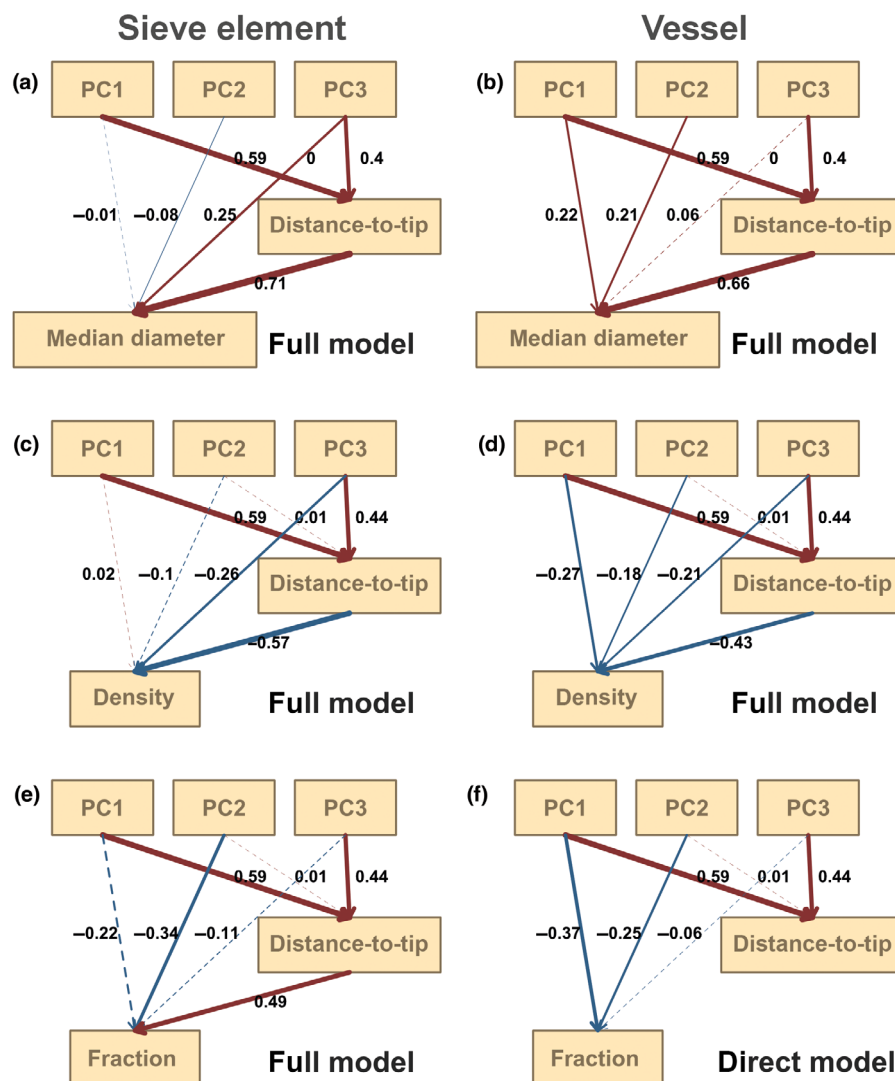 Sieve element Vessel
(a) PC1 PC2 PC3 (b) PC1 PC2 PC3
0.59 0 0.4 0.59 0 0.4
−0.01 −0.08 0.25 Distance-to-tip 0.22 0.21 0.06 Distance-to-tip
0.71 0.66
Median diameter Full model Median diameter Full model
(c) PC1 PC2 PC3 (d) PC1 PC2 PC3
0.59 0.01 0.44 0.59 0.01 0.44
0.02 −0.1 −0.26 Distance-to-tip −0.27 −0.18 −0.21 Distance-to-tip
−0.57 −0.43
Density Full model Density Full model
(e) PC1 PC2 PC3 (f) PC1 PC2 PC3
0.59 0.01 0.44 0.59 0.01 0.44
−0.22 −0.34 −0.11 Distance-to-tip −0.37 −0.25 −0.06 Distance-to-tip
0.49
Fraction Full model Fraction Direct model